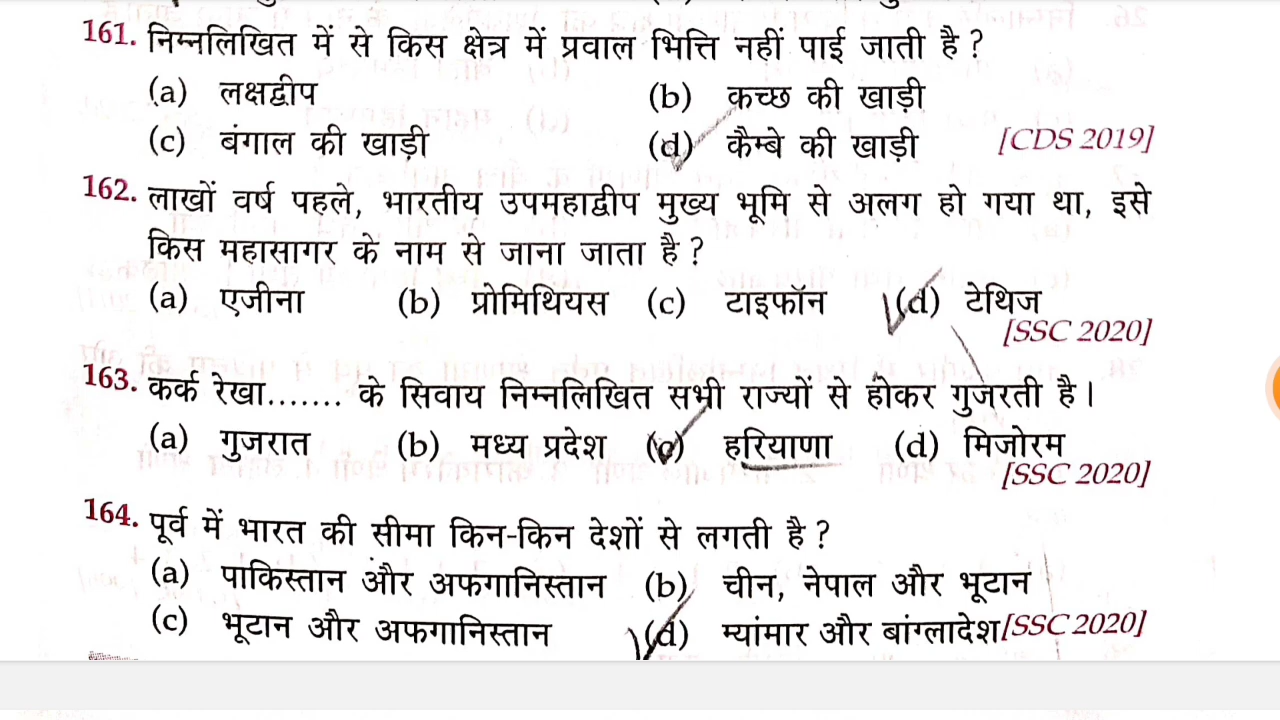 161. निम्नलिखित में से किस क्षेत्र में प्रवाल भित्ति नहीं पाई जाती है ?
(a) लक्षद्वीप (b) कच्छ की खाड़ी
(c) बंगाल की खाड़ी (d) कैम्बे की खाड़ी [CDS 2019]
162. लाखों वर्ष पहले, भारतीय उपमहाद्वीप मुख्य भूमि से अलग हो गया था, इसे
किस महासागर के नाम से जाना जाता है ?
(a) एजीना (b) प्रोमिथियस (c) टाइफॉन (d) टेथिज
[SSC 2020]
163. कर्क रेखा....... के सिवाय निम्नलिखित सभी राज्यों से होकर गुजरती है।
(a) गुजरात (b) मध्य प्रदेश (c) हरियाणा (d) मिजोरम
[SSC 2020]
164. पूर्व में भारत की सीमा किन-किन देशों से लगती है ?
(a) पाकिस्तान और अफगानिस्तान (b) चीन, नेपाल और भूटान
(c) भूटान और अफगानिस्तान (d) म्यांमार और बांग्लादेश [SSC 2020]